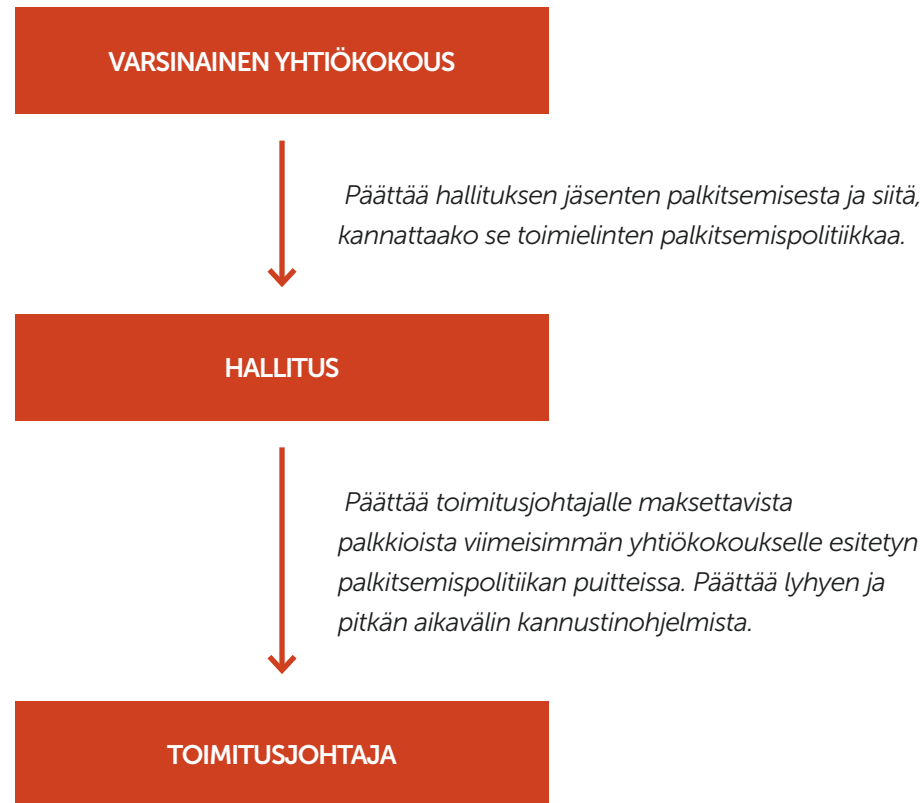 VARSINAINEN YHTIÖKOKOUS
Päättää hallituksen jäsenten palkitsemisesta ja siitä,
kannattaako se toimielinten palkitsemispolitiikkaa.
HALLITUS
Päättää toimitusjohtajalle maksettavista
palkkioista viimeisimmän yhtiökokoukselle esitetyn
palkitsemispolitiikan puitteissa. Päättää lyhyen ja
pitkän aikavälin kannustinohjelmista.
TOIMITUSJOHTAJA